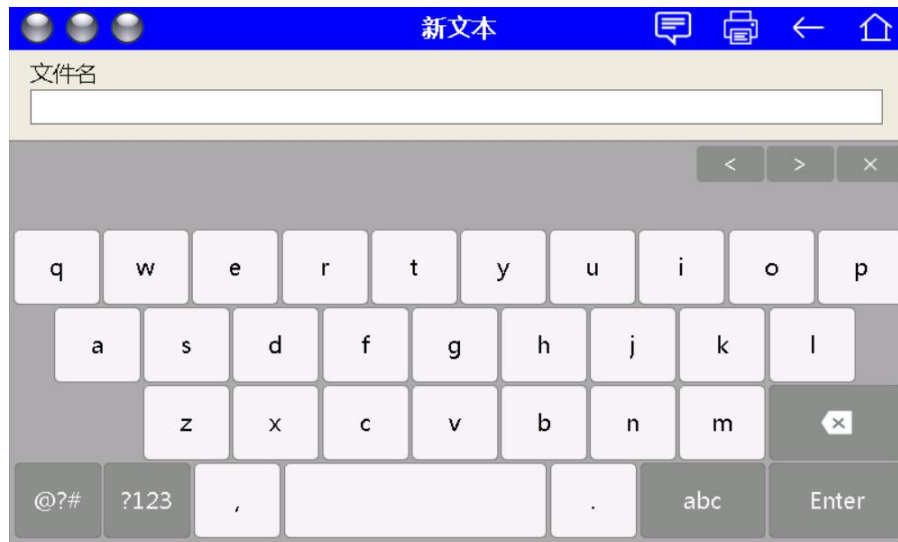 新文本
文件名
< > ×
q w e r t y u i o p
a s d f g h j k l
z x c v b n m
@?# ?123 , . abc Enter